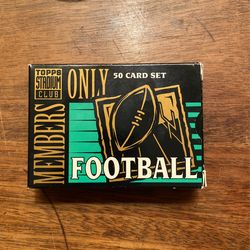 TOPPS
STADIUM
CLUB
MEMBERS
ONLY
50 CARD SET
FOOTBALL